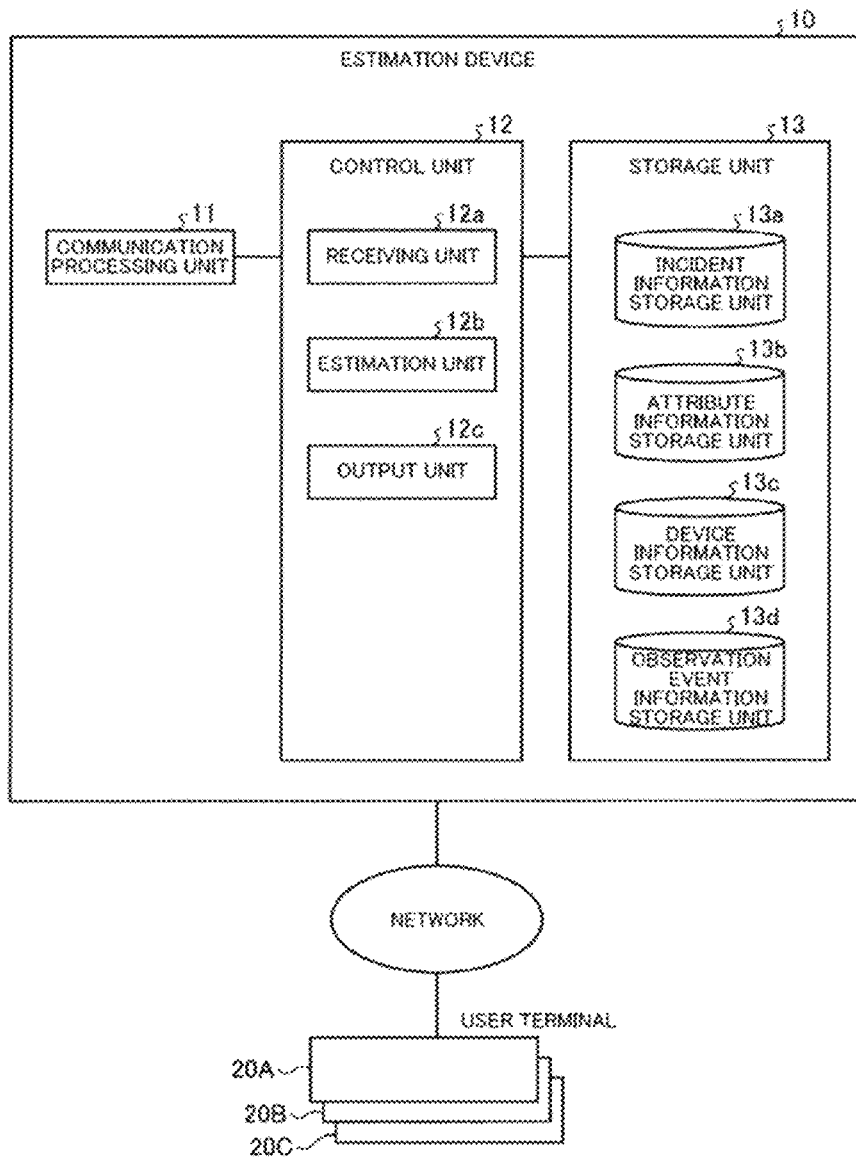 10
ESTIMATION DEVICE
12
CONTROL UNIT
13
STORAGE UNIT
11
COMMUNICATION
PROCESSING UNIT
12a
RECEIVING UNIT
12b
ESTIMATION UNIT
12c
OUTPUT UNIT
13a
INCIDENT
INFORMATION
STORAGE UNIT
13b
ATTRIBUTE
INFORMATION
STORAGE UNIT
13c
DEVICE
INFORMATION
STORAGE UNIT
13d
OBSERVATION
EVENT
INFORMATION
STORAGE UNIT
NETWORK
USER TERMINAL
20A
20B
20C